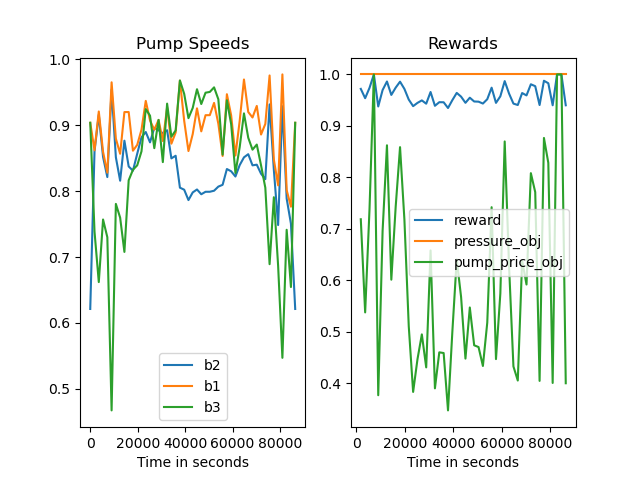 Pump Speeds
1.0
0.9
0.8
0.7
0.6
0.5
b2
b1
b3
0 20000 40000 60000 80000
Time in seconds
Rewards
1.0
0.9
0.8
0.7
0.6
0.5
0.4
reward
pressure_obj
pump_price_obj
0 20000 40000 60000 80000
Time in seconds